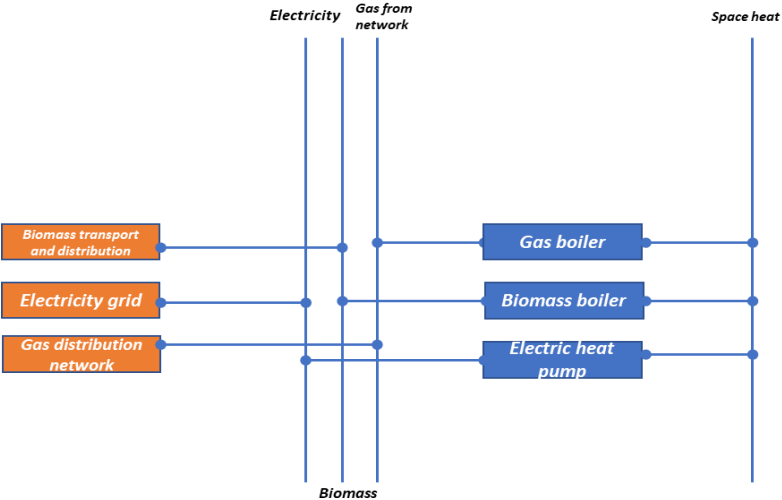 Electricity
Gas from
network
Space heat
Biomass transport
and distribution
Gas boiler
Electricity grid
Biomass boiler
Gas distribution
network
Electric heat
pump
Biomass